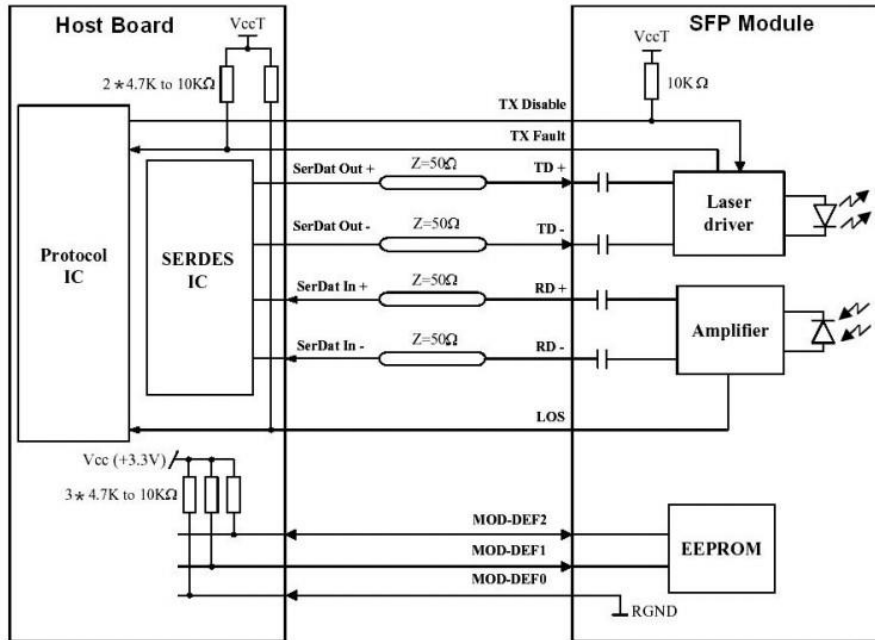 Host Board
SFP Module
VccT
VccT
2*4.7K to 10KΩ
10KΩ
TX Disable
TX Fault
SerDat Out +
Z=50Ω
TD +
Laser
driver
SerDat Out -
Z=50Ω
TD -
Protocol
IC
SERDES
IC
SerDat In +
Z=50Ω
RD +
Amplifier
SerDat In -
Z=50Ω
RD -
LOS
Vcc (+3.3V)
3*4.7K to 10KΩ
MOD-DEF2
EEPROM
MOD-DEF1
MOD-DEF0
RGND